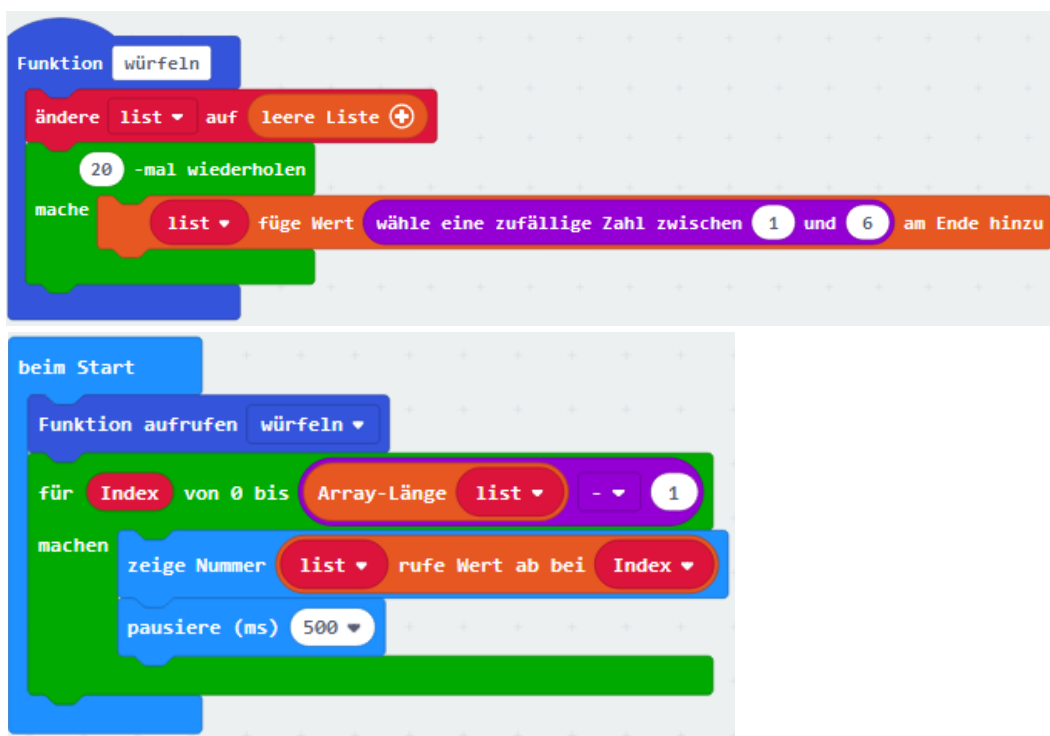 Funktion würfeln
ändere list auf leere Liste
20 -mal wiederholen
mache list füge Wert wähle eine zufällige Zahl zwischen 1 und 6 am Ende hinzu
beim Start
Funktion aufrufen würfeln
für Index von 0 bis Array-Länge list - 1
machen
zeige Nummer list rufe Wert ab bei Index
pausiere (ms) 500